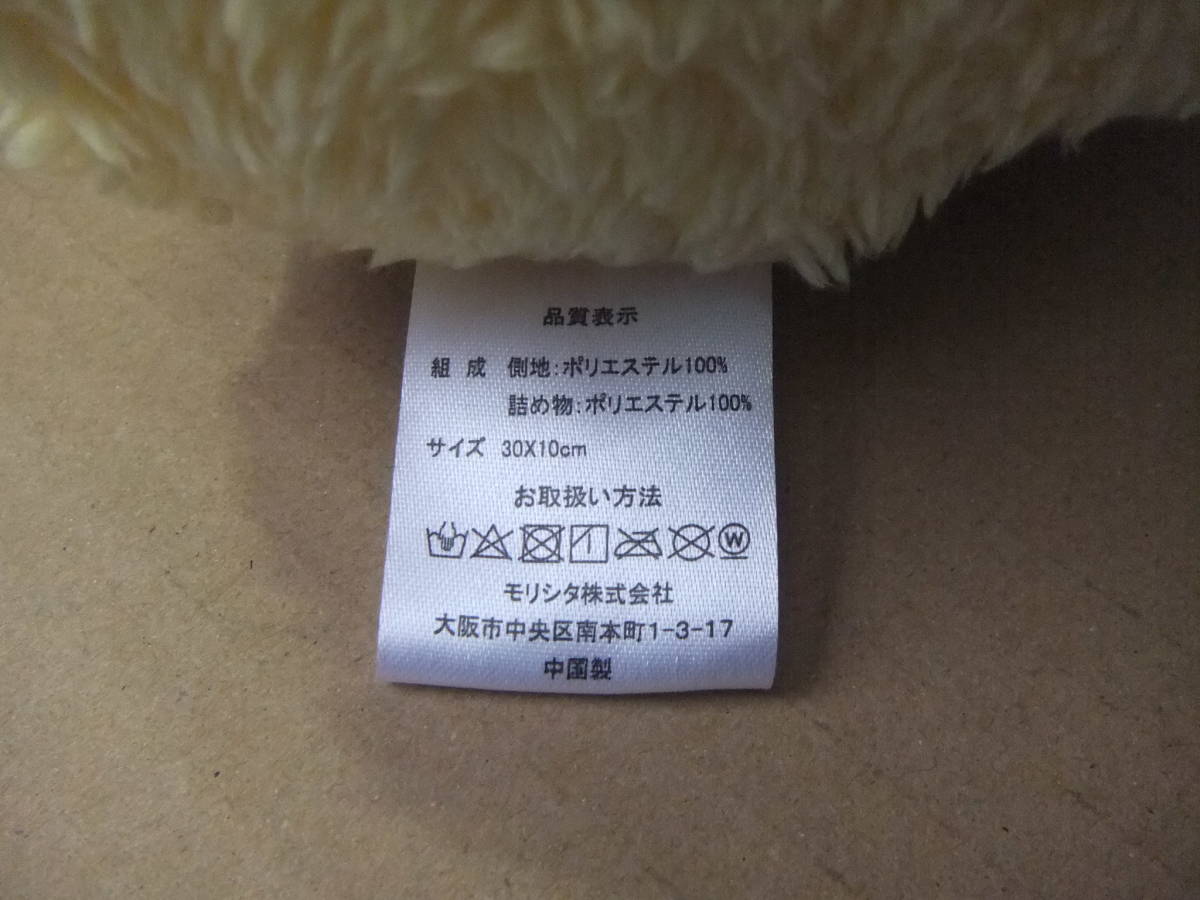 品質表示
組 成 側地:ポリエステル100%
詰め物:ポリエステル100%
サイズ 30X10cm
お取扱い方法
W
モリシタ株式会社
大阪市中央区南本町1-3-17
中国製